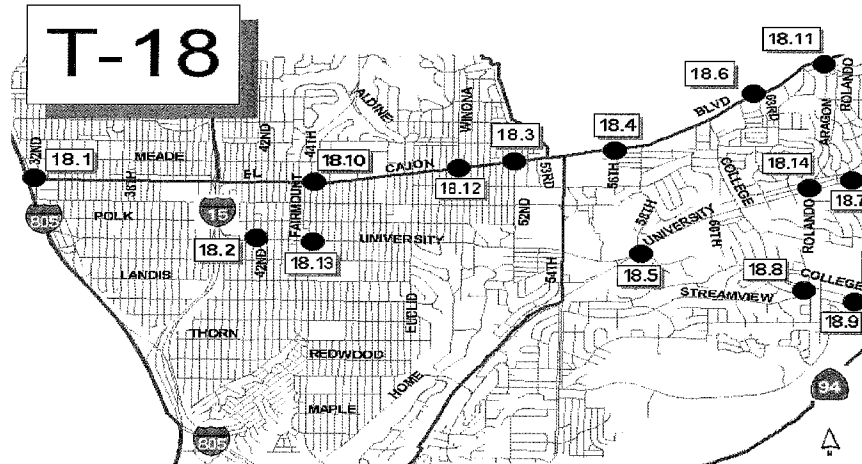 T-18
18.11
ROLANDO
18.6
BLVD
63RD
ARAGON
ALDINE
WINONA
18.3
18.4
32ND
18.1
MEADE
42ND
44TH
18.10
EL
CAJON
18.12
53RD
56TH
COLLEGE
18.14
38TH
FAIRMOUNT
18.7
805
POLK
15
18.2
42ND
18.13
UNIVERSITY
52ND
58TH
UNIVERSITY
60TH
ROLANDO
LANDIS
54TH
18.5
18.8
COLLEGE
STREAMVIEW
18.9
THORN
EUCLID
REDWOOD
HOME
MAPLE
805
94
N